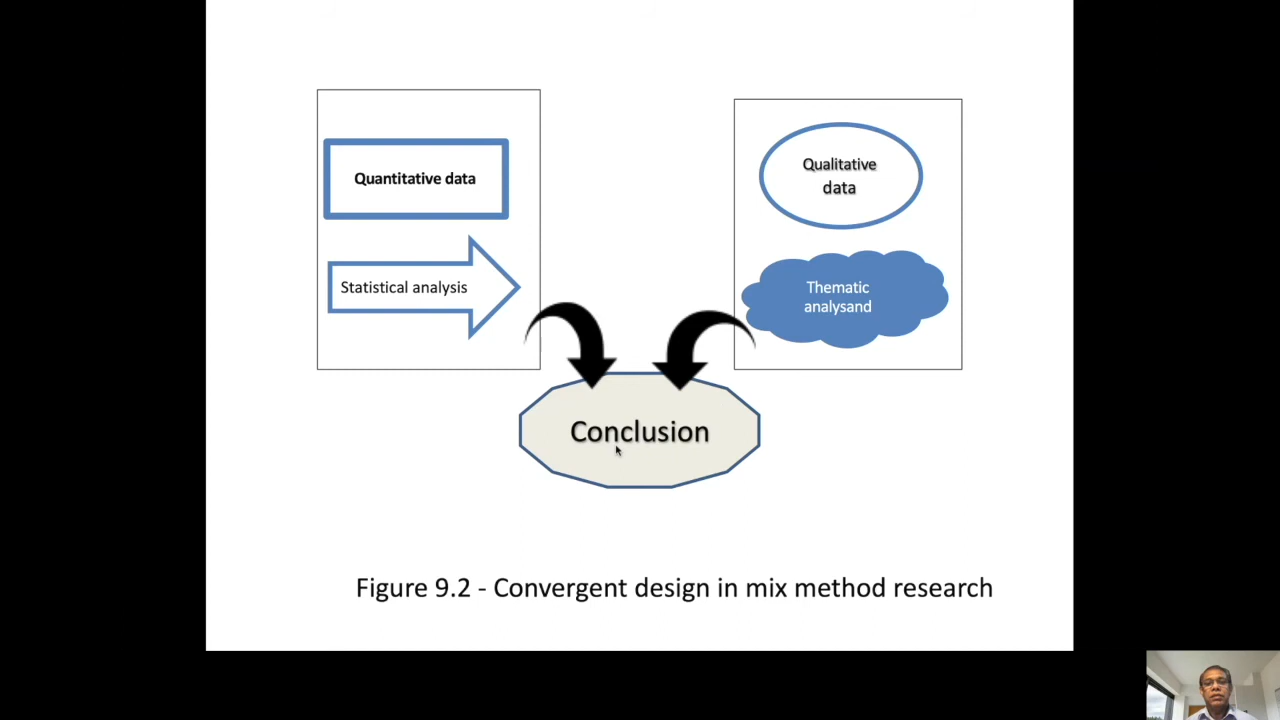 Quantitative data
Statistical analysis
Qualitative
data
Thematic
analysand
Conclusion
Figure 9.2 - Convergent design in mix method research